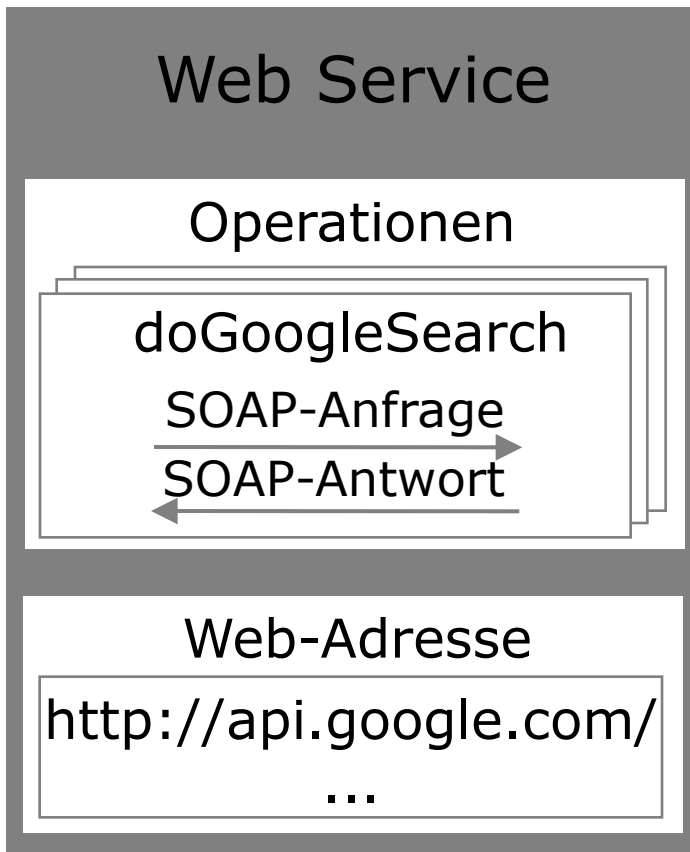 Web Service
Operationen
doGoogleSearch
SOAP-Anfrage
SOAP-Antwort
Web-Adresse
http://api.google.com/
...